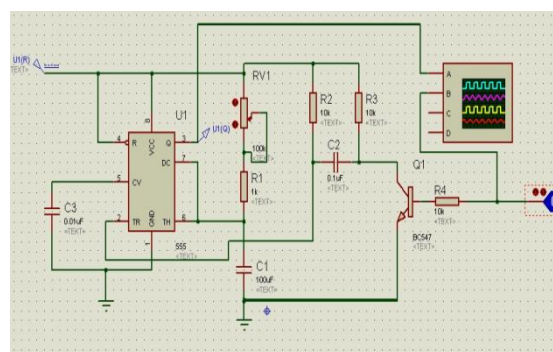 U1(R)
<TEXT>
U1
4
R
8
VCC
Q
3
DC
7
5
CV
2
TR
GND
1
TH
6
555
<TEXT>
U1(Q)
C3
0.01uF
<TEXT>
RV1
100k
<TEXT>
R1
1k
<TEXT>
C1
100uF
<TEXT>
R2
10k
<TEXT>
R3
10k
<TEXT>
C2
0.1uF
<TEXT>
Q1
BC547
<TEXT>
R4
10k
<TEXT>
A
B
C
D